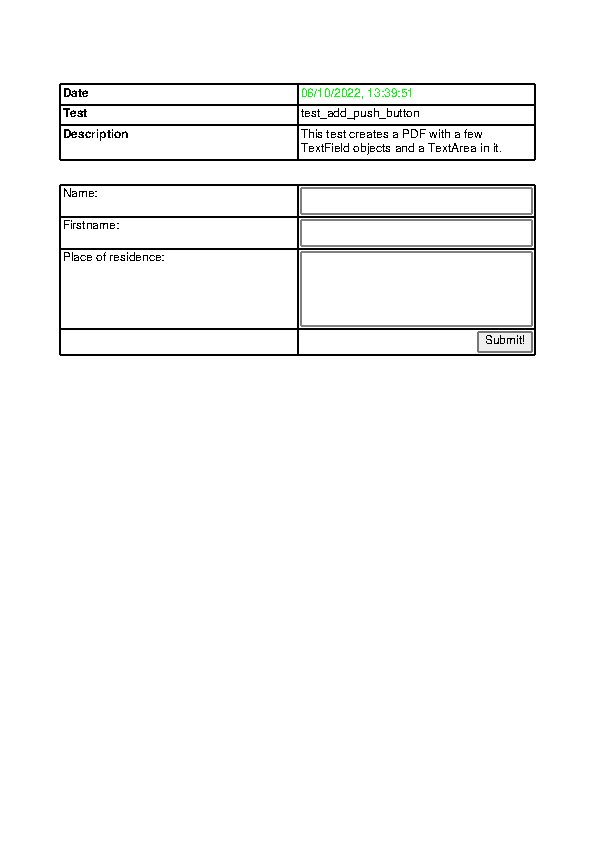 Date 06/10/2022, 13:39:51
Test test_add_push_button
Description This test creates a PDF with a few
TextField objects and a TextArea in it.
Name:
Firstname:
Place of residence:
Submit!